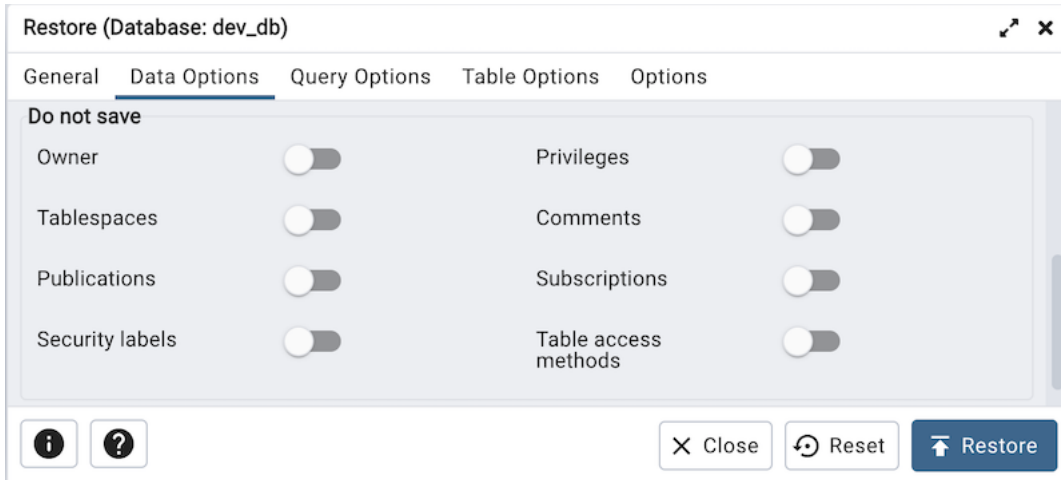 Restore (Database: dev_db)
General Data Options Query Options Table Options Options
Do not save
Owner Privileges
Tablespaces Comments
Publications Subscriptions
Security labels Table access
methods
Close Reset Restore